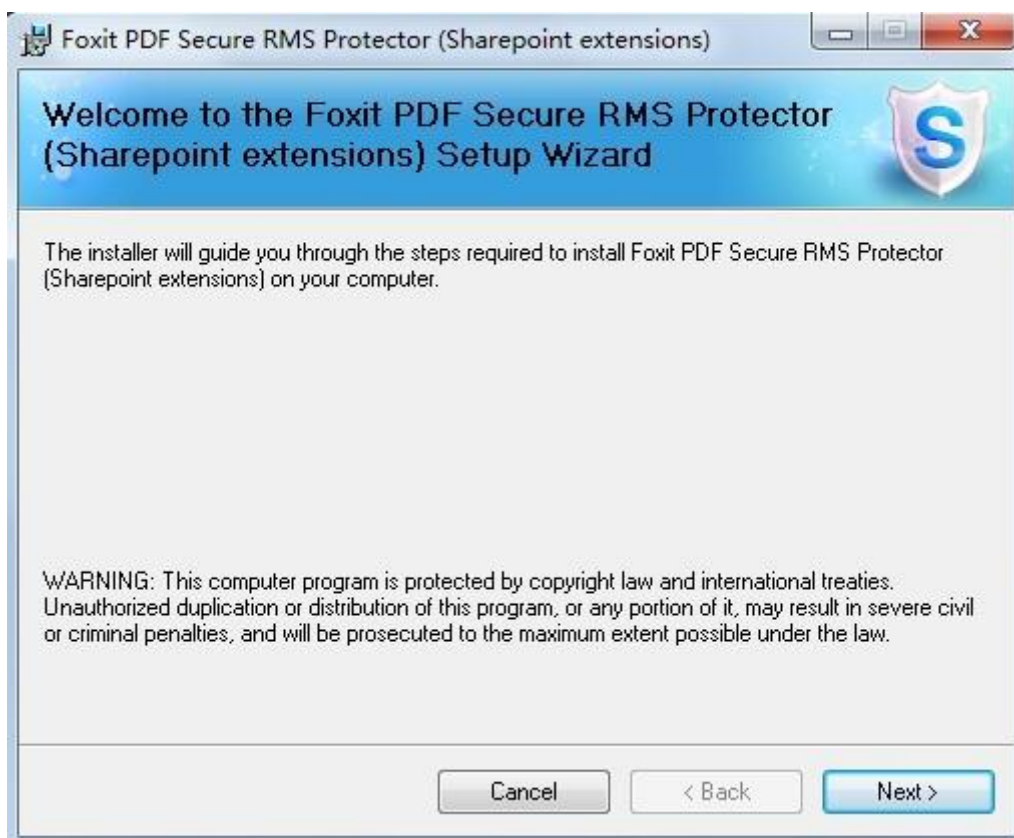 Foxit PDF Secure RMS Protector (Sharepoint extensions)
Welcome to the Foxit PDF Secure RMS Protector
(Sharepoint extensions) Setup Wizard
S
The installer will guide you through the steps required to install Foxit PDF Secure RMS Protector
(Sharepoint extensions) on your computer.
WARNING: This computer program is protected by copyright law and international treaties.
Unauthorized duplication or distribution of this program, or any portion of it, may result in severe civil
or criminal penalties, and will be prosecuted to the maximum extent possible under the law.
Cancel
< Back
Next >